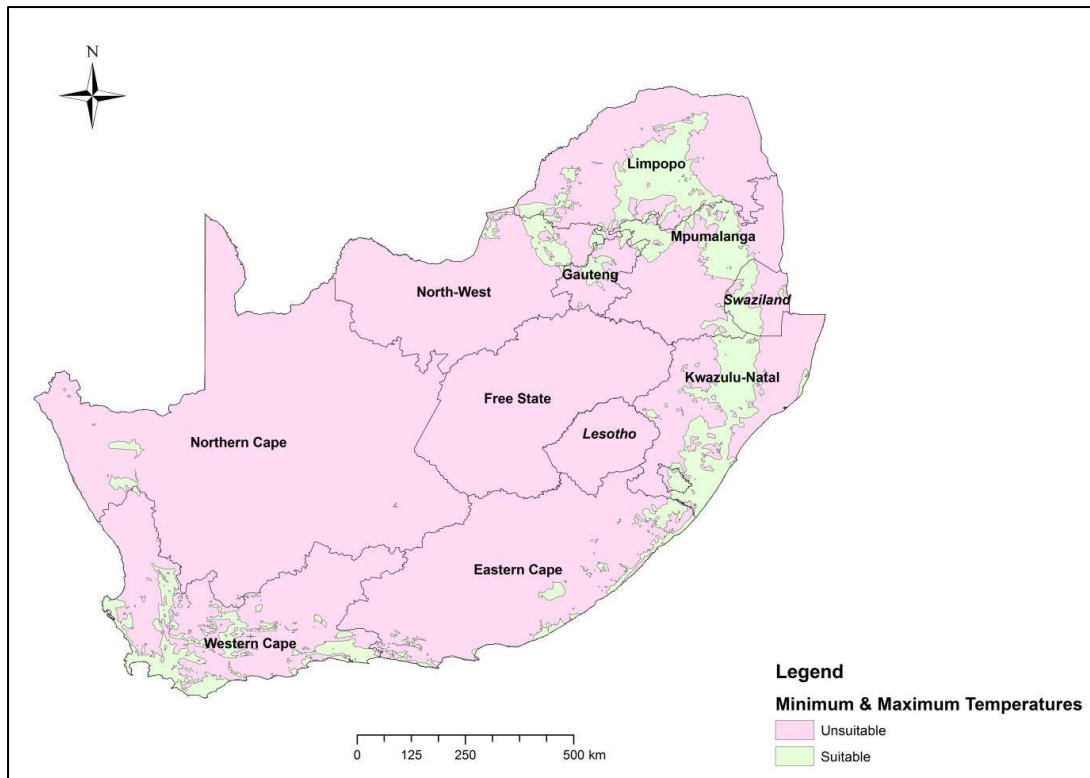 N
Limpopo
Mpumalanga
Gauteng
North-West
Swaziland
Kwazulu-Natal
Free State
Lesotho
Northern Cape
Eastern Cape
Western Cape
Legend
Minimum & Maximum Temperatures
Unsuitable
Suitable
0 125 250 500 km